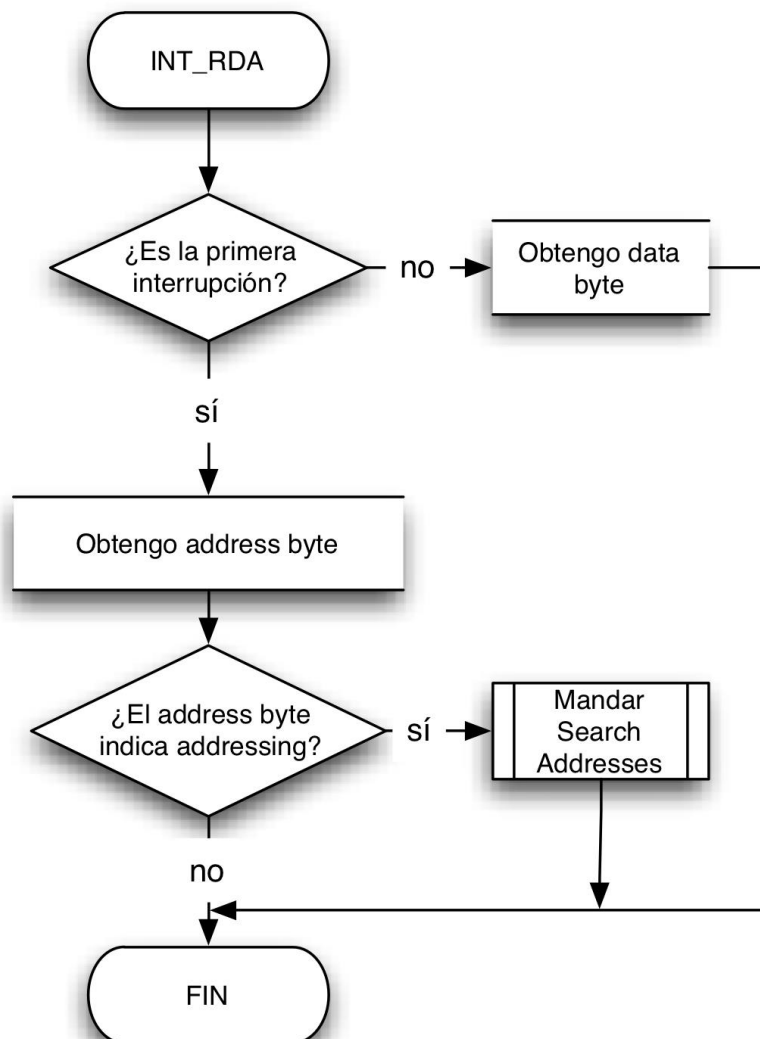 INT_RDA
¿Es la primera
interrupción?
no
Obtengo data
byte
sí
Obtengo address byte
¿El address byte
indica addressing?
sí
Mandar
Search
Addresses
no
FIN